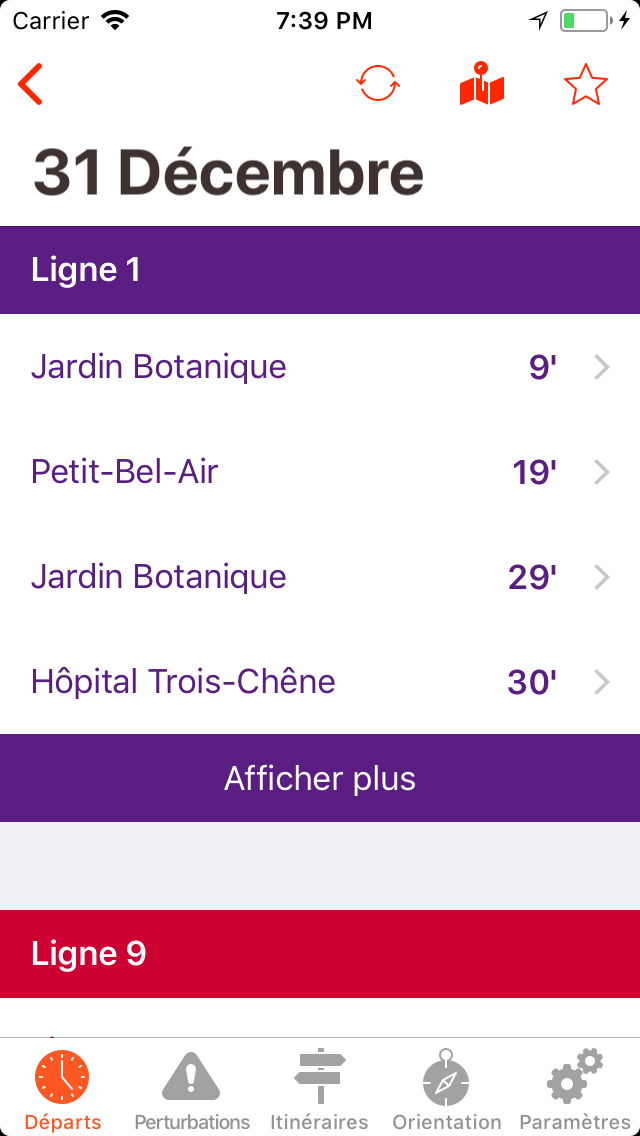 Carrier 7:39 PM
31 Décembre
Ligne 1
Jardin Botanique 9'
Petit-Bel-Air 19'
Jardin Botanique 29'
Hôpital Trois-Chêne 30'
Afficher plus
Ligne 9
Départs Perturbations Itinéraires Orientation Paramètres